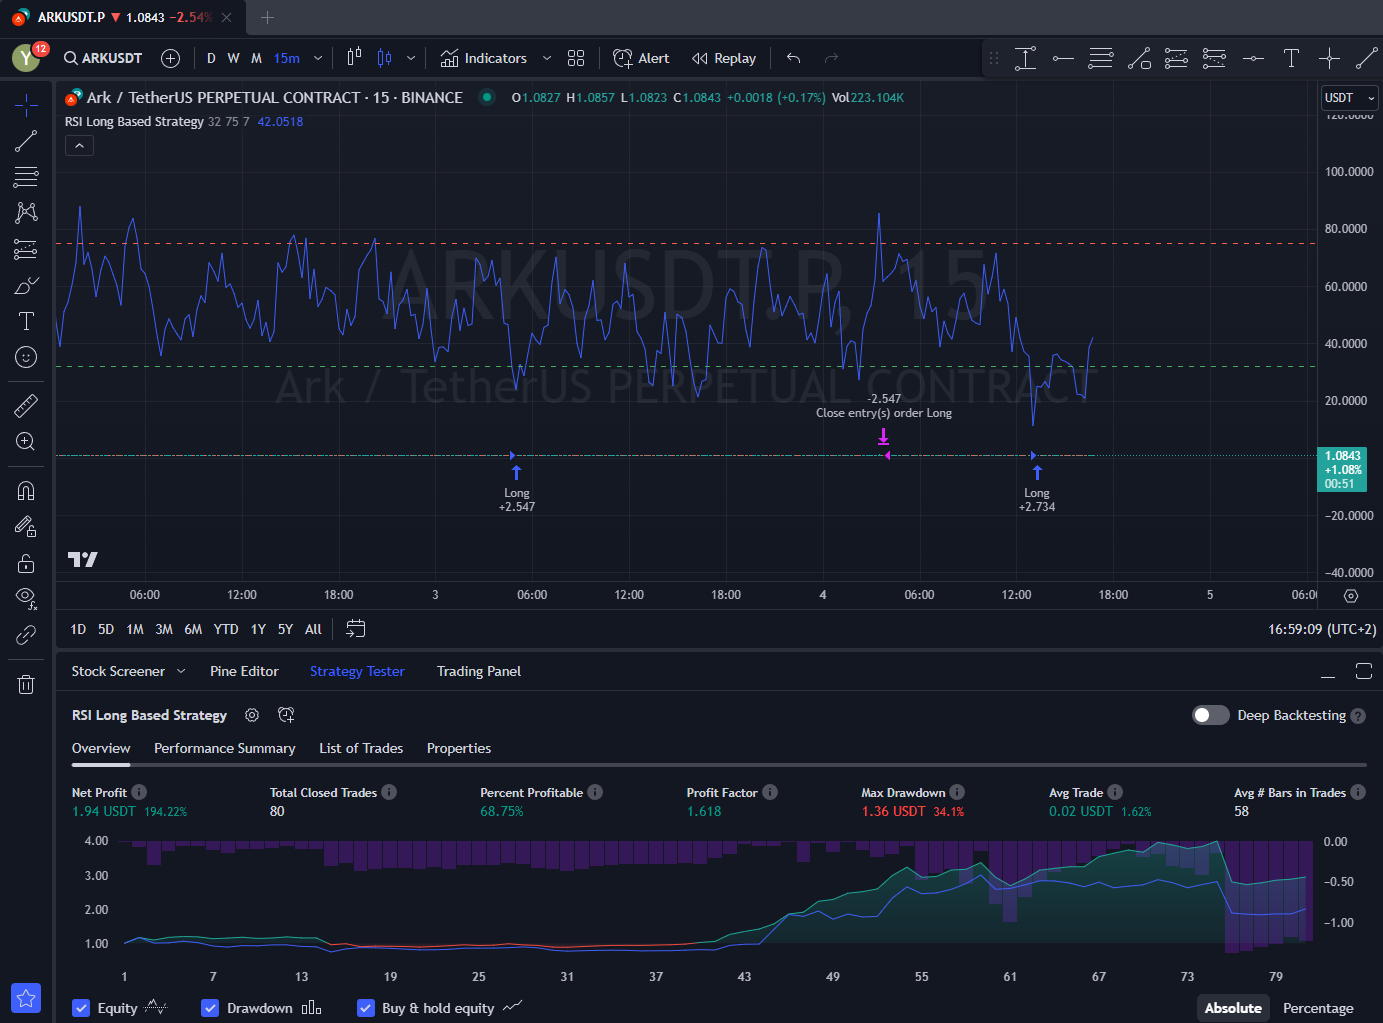 ARKUSDT.P ▼ 1.0843 −2.54%
Y 12 ARKUSDT D W M 15m Indicators Alert Replay
Ark / TetherUS PERPETUAL CONTRACT · 15 · BINANCE O1.0827 H1.0857 L1.0823 C1.0843 +0.0018 (+0.17%) Vol223.104K
USDT
RSI Long Based Strategy 32 75 7 42.0518
120.0000
100.0000
80.0000
60.0000
40.0000
20.0000
1.0843
+1.08%
00:51
−20.0000
−40.0000
ARKUSDT.P, 15
Ark / TetherUS PERPETUAL CONTRACT
-2.547
Close entry(s) order Long
Long
+2.547
Long
+2.734
06:00 12:00 18:00 3 06:00 12:00 18:00 4 06:00 12:00 18:00 5 06:0
1D 5D 1M 3M 6M YTD 1Y 5Y All 16:59:09 (UTC+2)
Stock Screener Pine Editor Strategy Tester Trading Panel
RSI Long Based Strategy Deep Backtesting ?
Overview Performance Summary List of Trades Properties
Net Profit Total Closed Trades Percent Profitable Profit Factor Max Drawdown Avg Trade Avg # Bars in Trades
1.94 USDT 194.22% 80 68.75% 1.618 1.36 USDT 34.1% 0.02 USDT 1.62% 58
4.00 0.00
3.00 −0.50
2.00 −1.00
1.00
1 7 13 19 25 31 37 43 49 55 61 67 73 79
Equity Drawdown Buy & hold equity Absolute Percentage